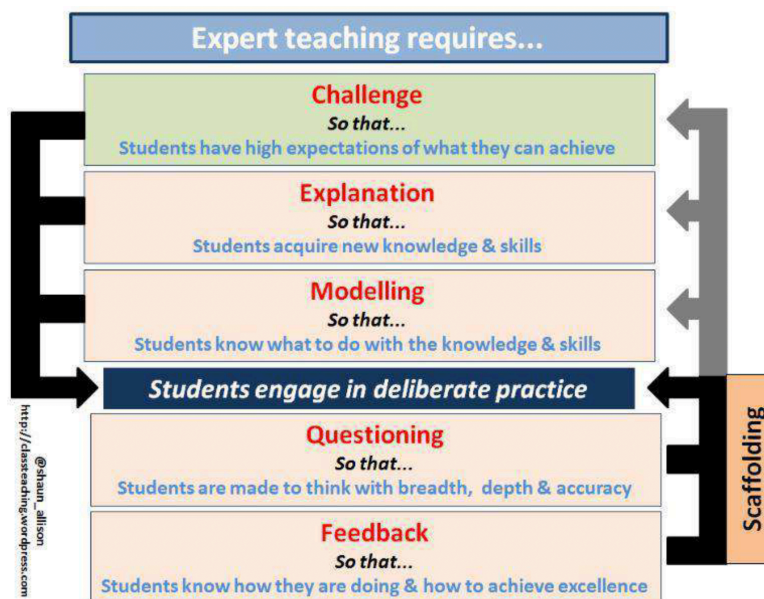 Expert teaching requires...
Challenge
So that...
Students have high expectations of what they can achieve
Explanation
So that...
Students acquire new knowledge & skills
Modelling
So that...
Students know what to do with the knowledge & skills
Students engage in deliberate practice
Questioning
So that...
Students are made to think with breadth, depth & accuracy
Feedback
So that...
Students know how they are doing & how to achieve excellence
Scaffolding
@shaun_allison
http://classteaching.wordpress.com